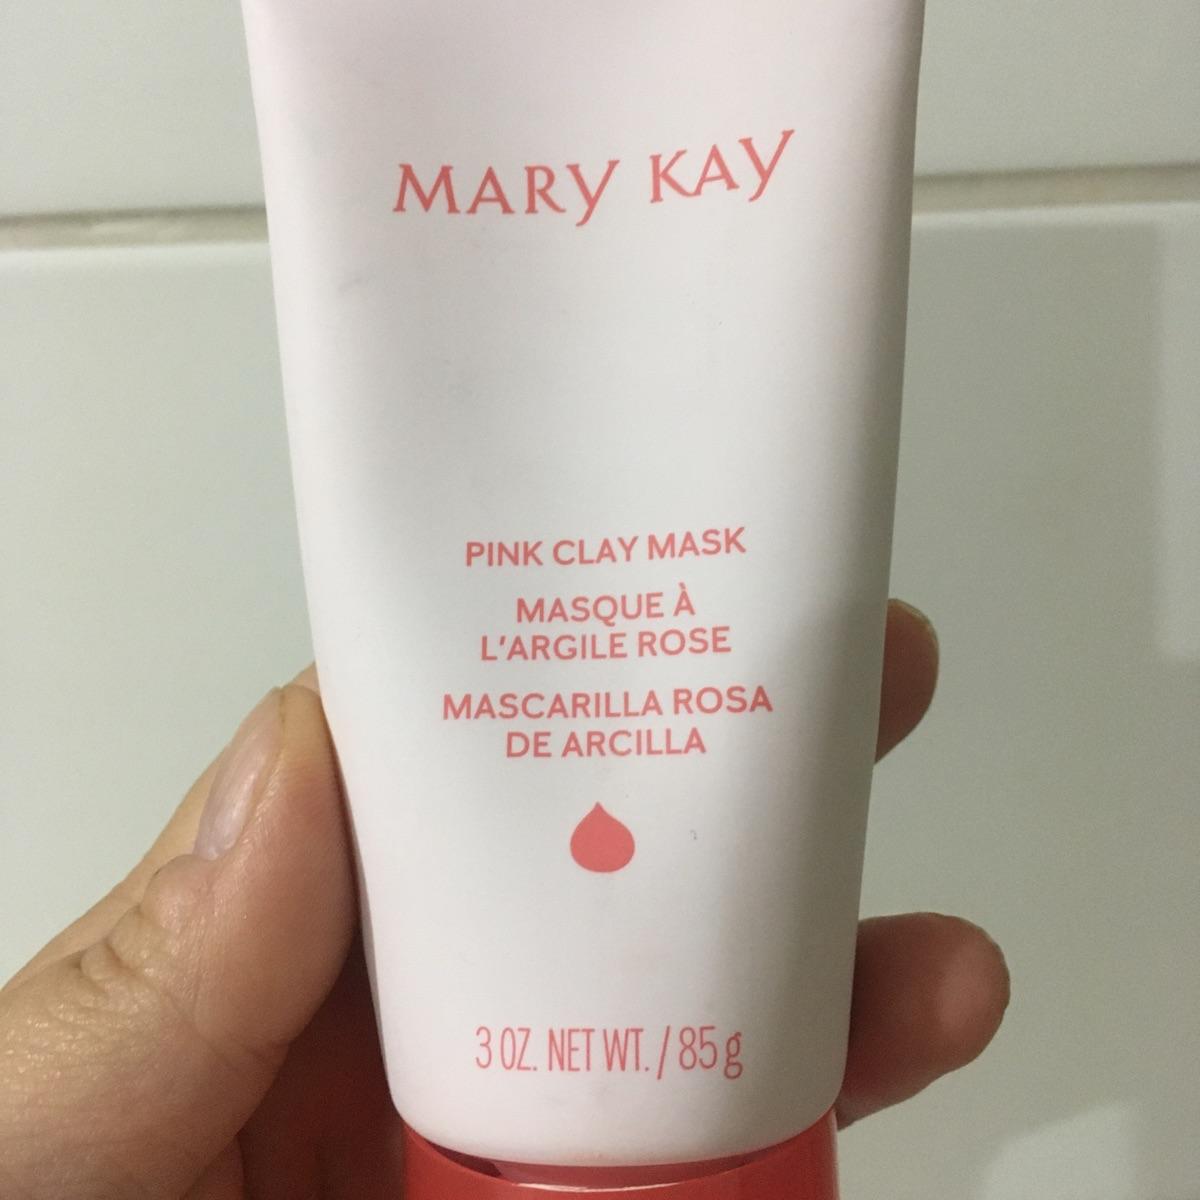 MARY KAY
PINK CLAY MASK
MASQUE À
L'ARGILE ROSE
MASCARILLA ROSA
DE ARCILLA
3 OZ. NET WT. / 85 g